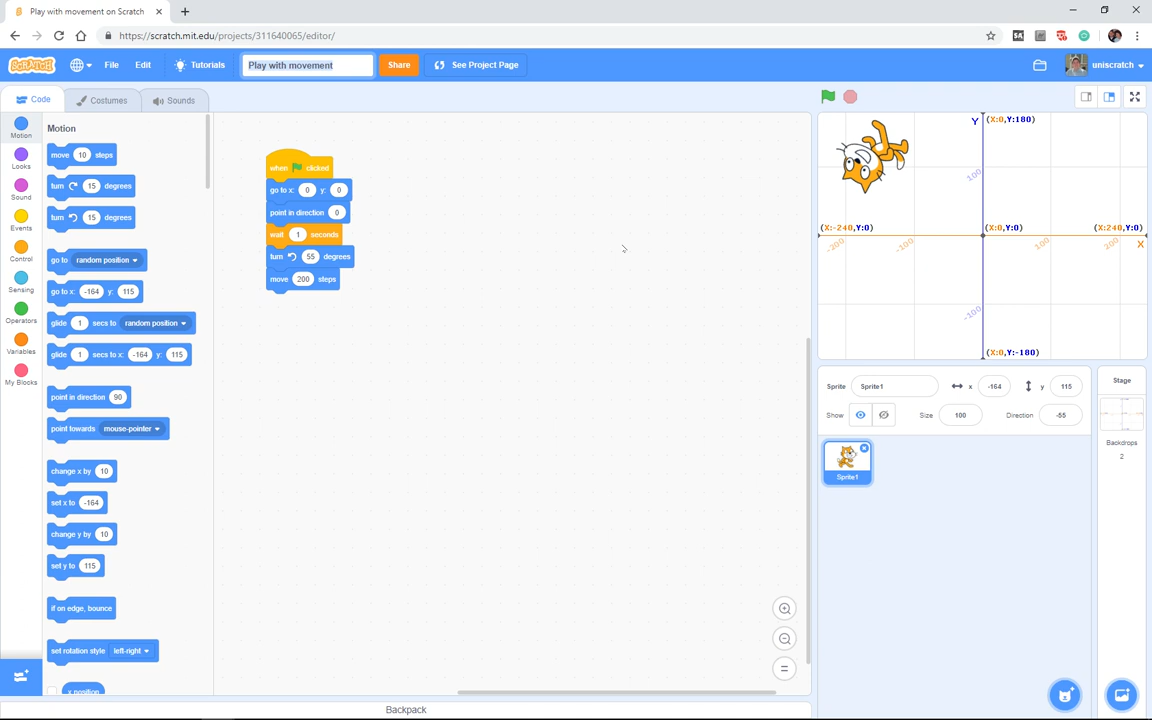 Play with movement on Scratch
https://scratch.mit.edu/projects/311640065/editor/
SCRATCH
File
Edit
Tutorials
Play with movement
Share
See Project Page
uniscratch
Code
Costumes
Sounds
Motion
Looks
Sound
Events
Control
Sensing
Operators
Variables
My Blocks
Motion
move 10 steps
turn 15 degrees
turn 15 degrees
go to random position
go to x: -164 y: 115
glide 1 secs to random position
glide 1 secs to x: -164 y: 115
point in direction 90
point towards mouse-pointer
change x by 10
set x to -164
change y by 10
set y to 115
if on edge, bounce
set rotation style left-right
x position
when clicked
go to x: 0 y: 0
point in direction 0
wait 1 seconds
turn 55 degrees
move 200 steps
Backpack
Y (X:0,Y:180)
100
(X:-240,Y:0) (X:0,Y:0) (X:240,Y:0)
-200 -100 100 200 X
-100
(X:0,Y:-180)
Sprite Sprite1 x -164 y 115
Show Size 100 Direction -55
Sprite1
Stage
Backdrops
2